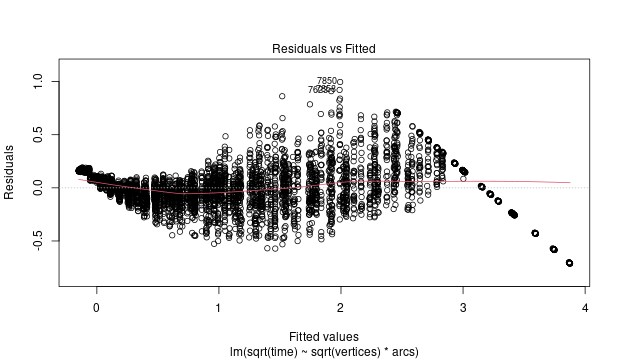 Residuals vs Fitted
Residuals
1.0
0.5
0.0
-0.5
7850
0
1
2
3
4
Fitted values
lm(sqrt(time) ~ sqrt(vertices) * arcs)